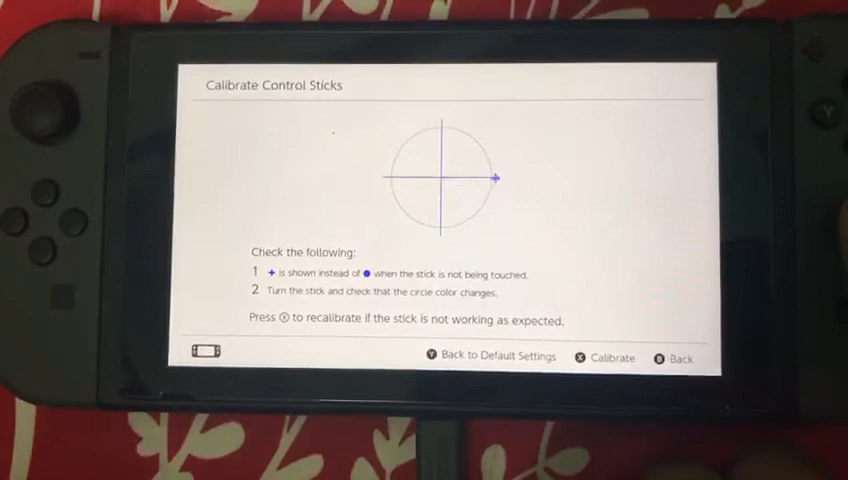 Calibrate Control Sticks
Check the following:
1 + is shown instead of ● when the stick is not being touched.
2 Turn the stick and check that the circle color changes.
Press Ⓧ to recalibrate if the stick is not working as expected.
Y Back to Default Settings X Calibrate B Back
Y